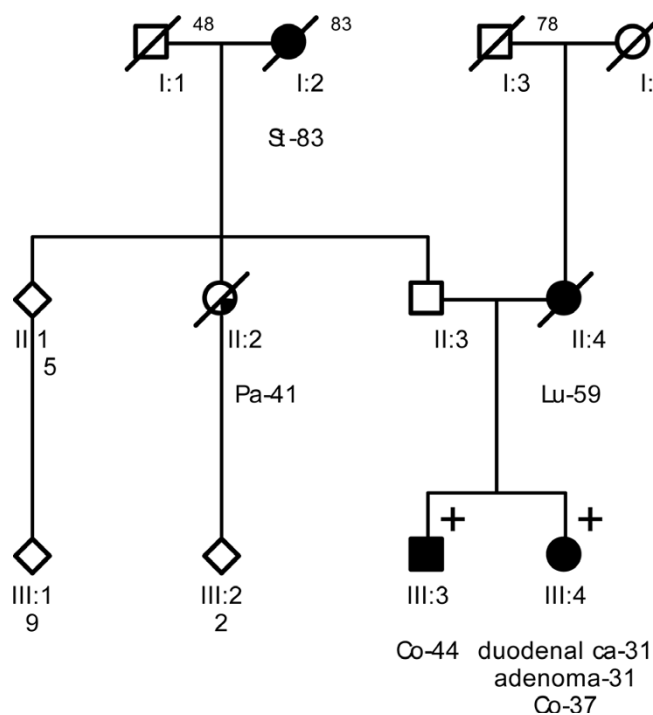 48 83 78
I:1 I:2 I:3 I:
St-83
II:1 II:2 II:3 II:4
5
Pa-41 Lu-59
+ +
III:1 III:2 III:3 III:4
9 2
Co-44 duodenal ca-31
adenoma-31
Co-37